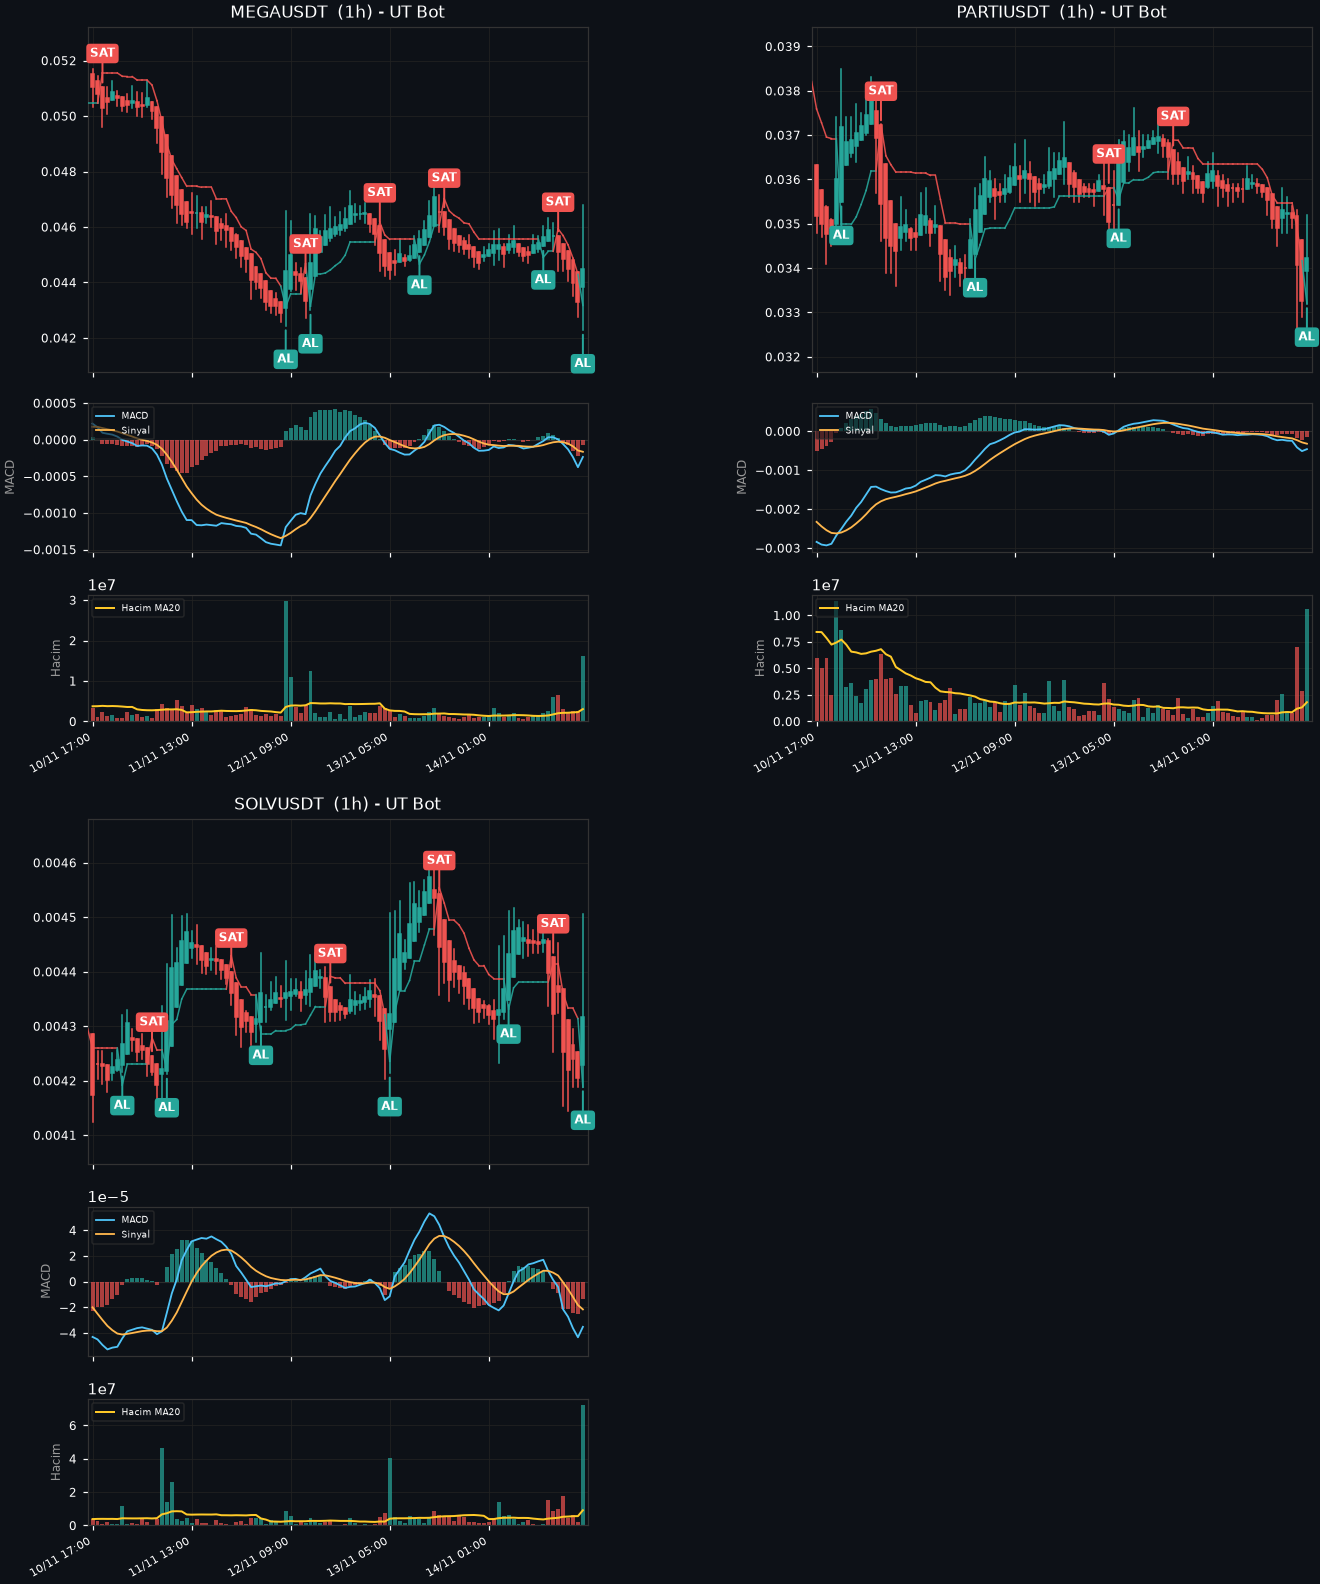 MEGAUSDT  (1h) - UT Bot
0.052
0.050
0.048
0.046
0.044
0.042
SAT
SAT
SAT
SAT
SAT
AL
AL
AL
AL
AL
0.0005
0.0000
−0.0005
−0.0010
−0.0015
MACD
MACD
Sinyal
1e7
3
2
1
0
Hacim
Hacim MA20
10/11 17:00
11/11 13:00
12/11 09:00
13/11 05:00
14/11 01:00
PARTIUSDT  (1h) - UT Bot
0.039
0.038
0.037
0.036
0.035
0.034
0.033
0.032
SAT
SAT
SAT
AL
AL
AL
AL
0.000
−0.001
−0.002
−0.003
MACD
MACD
Sinyal
1e7
1.00
0.75
0.50
0.25
0.00
Hacim
Hacim MA20
10/11 17:00
11/11 13:00
12/11 09:00
13/11 05:00
14/11 01:00
SOLVUSDT  (1h) - UT Bot
0.0046
0.0045
0.0044
0.0043
0.0042
0.0041
SAT
SAT
SAT
SAT
SAT
AL
AL
AL
AL
AL
AL
1e−5
4
2
0
−2
−4
MACD
MACD
Sinyal
1e7
6
4
2
0
Hacim
Hacim MA20
10/11 17:00
11/11 13:00
12/11 09:00
13/11 05:00
14/11 01:00